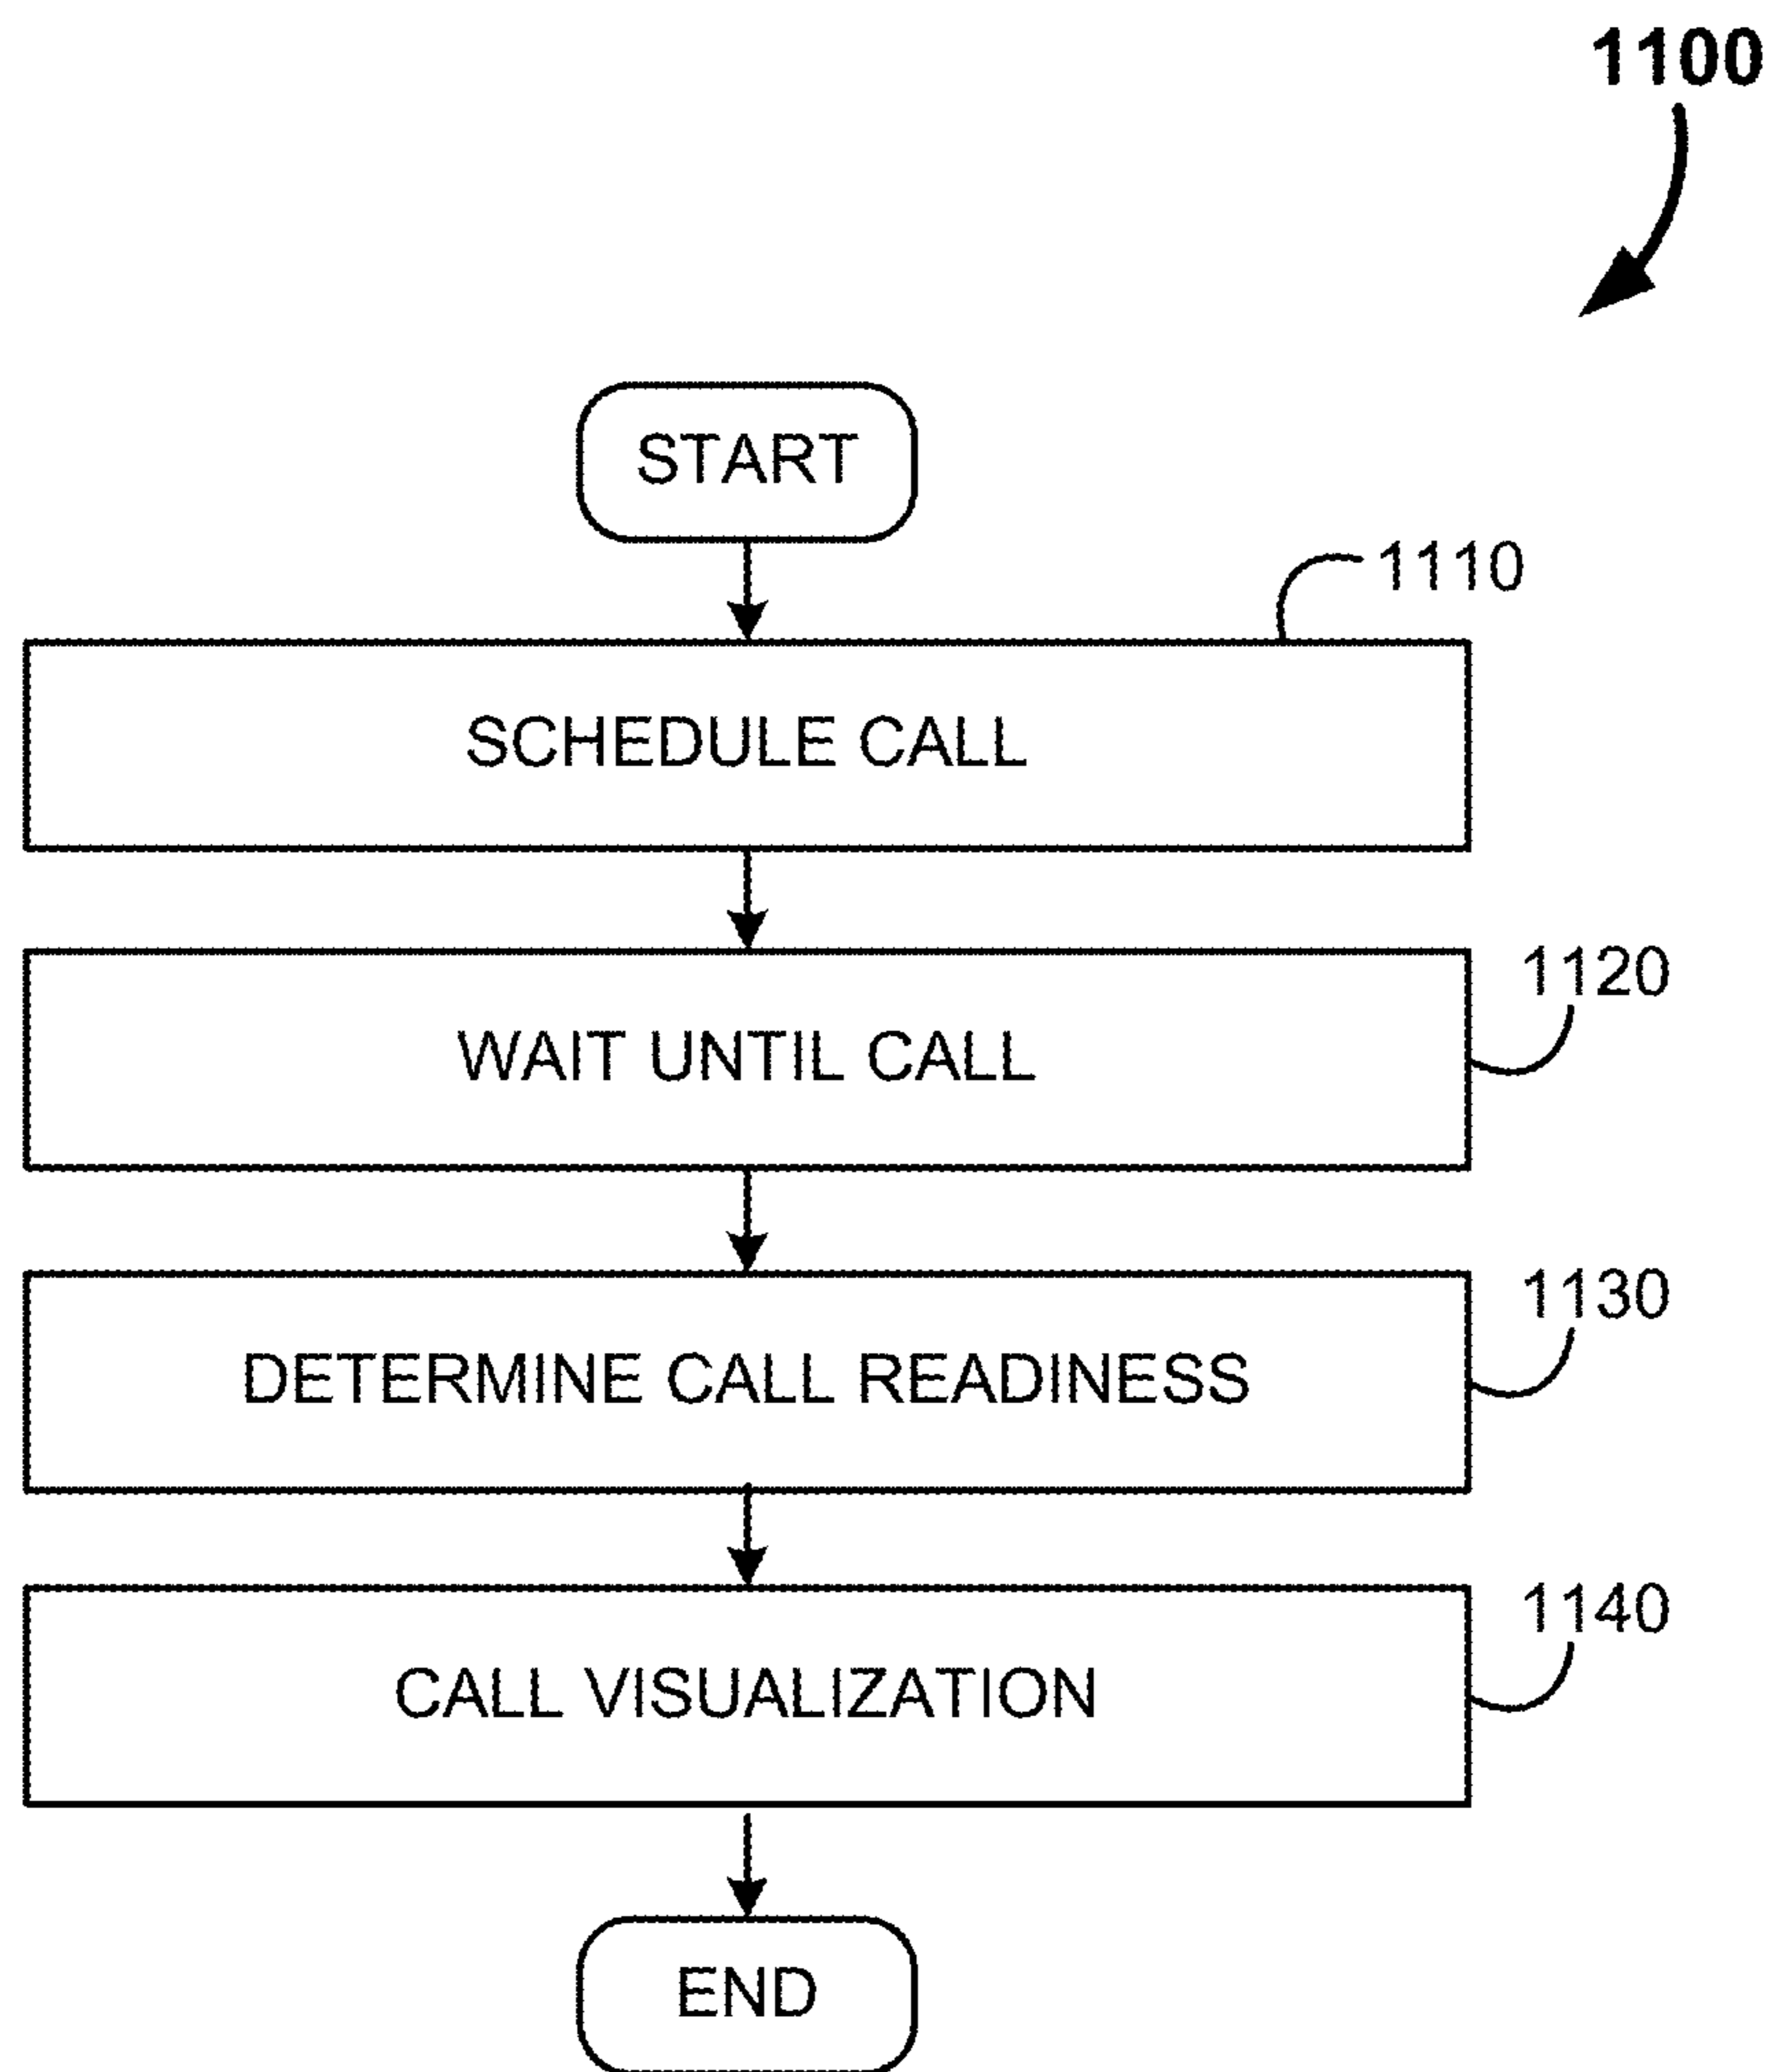 1100
START
1110
SCHEDULE CALL
1120
WAIT UNTIL CALL
1130
DETERMINE CALL READINESS
1140
CALL VISUALIZATION
END